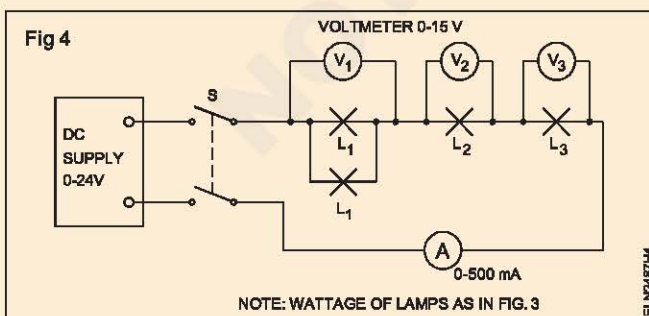 Fig 4
VOLTMETER 0-15 V
V1
V2
V3
S
DC
SUPPLY
0-24V
L1
L2
L3
L1
A
0-500 mA
NOTE: WATTAGE OF LAMPS AS IN FIG. 3